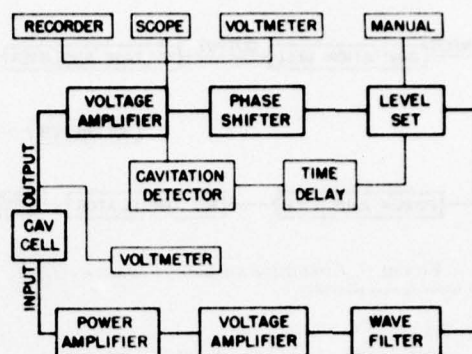 RECORDER
SCOPE
VOLTMETER
MANUAL
VOLTAGE
AMPLIFIER
PHASE
SHIFTER
LEVEL
SET
OUTPUT
CAVITATION
DETECTOR
TIME
DELAY
CAV
CELL
INPUT
VOLTMETER
POWER
AMPLIFIER
VOLTAGE
AMPLIFIER
WAVE
FILTER